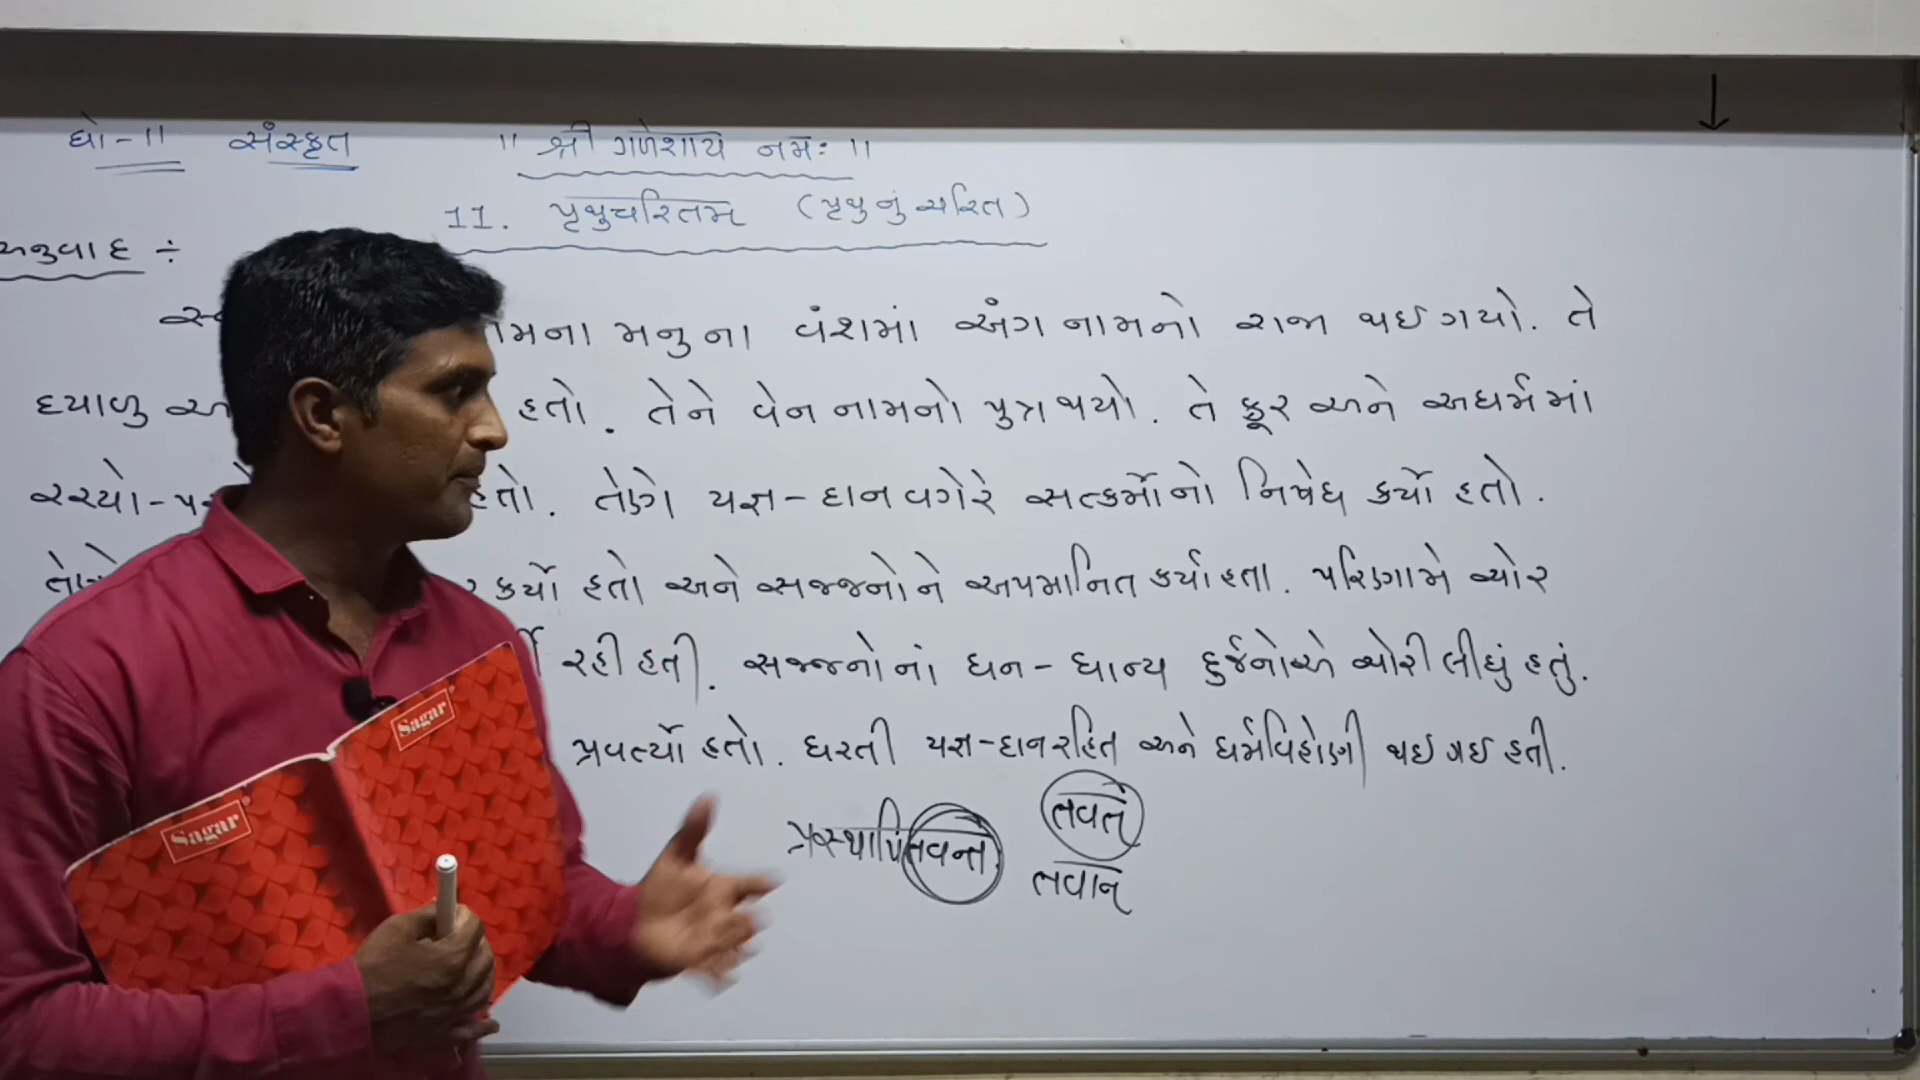 ધો-11 સંસ્કૃત "શ્રી ગણેશાય નમઃ"
11. પૃથુચરિતમ્ (પૃથુનું ચરિત)
અનુવાદ ÷
નામના મનુના વંશમાં અંગ નામનો રાજા થઈ ગયો. તે
દયાળુ હતો. તેને વેન નામનો પુત્ર થયો. તે ક્રૂર અને અધર્મમાં
રચ્યો- હતો. તેણે યજ્ઞ-દાન વગેરે સત્કર્મોનો નિષેધ કર્યો હતો.
તેણે કર્યો હતો અને સજ્જનોને અપમાનિત કર્યા હતા. પરિણામે ચોર
રહી હતી. સજ્જનોનાં ધન-ધાન્ય દુર્જનોએ ચોરી લીધું હતું.
પ્રવર્ત્યો હતો. ધરતી યજ્ઞ-દાનરહિત અને ધર્મવિહોણી થઈ ગઈ હતી.
પ્રસ્થાપિતવન્તઃ તવત્
તવાન્
Sagar
Sagar